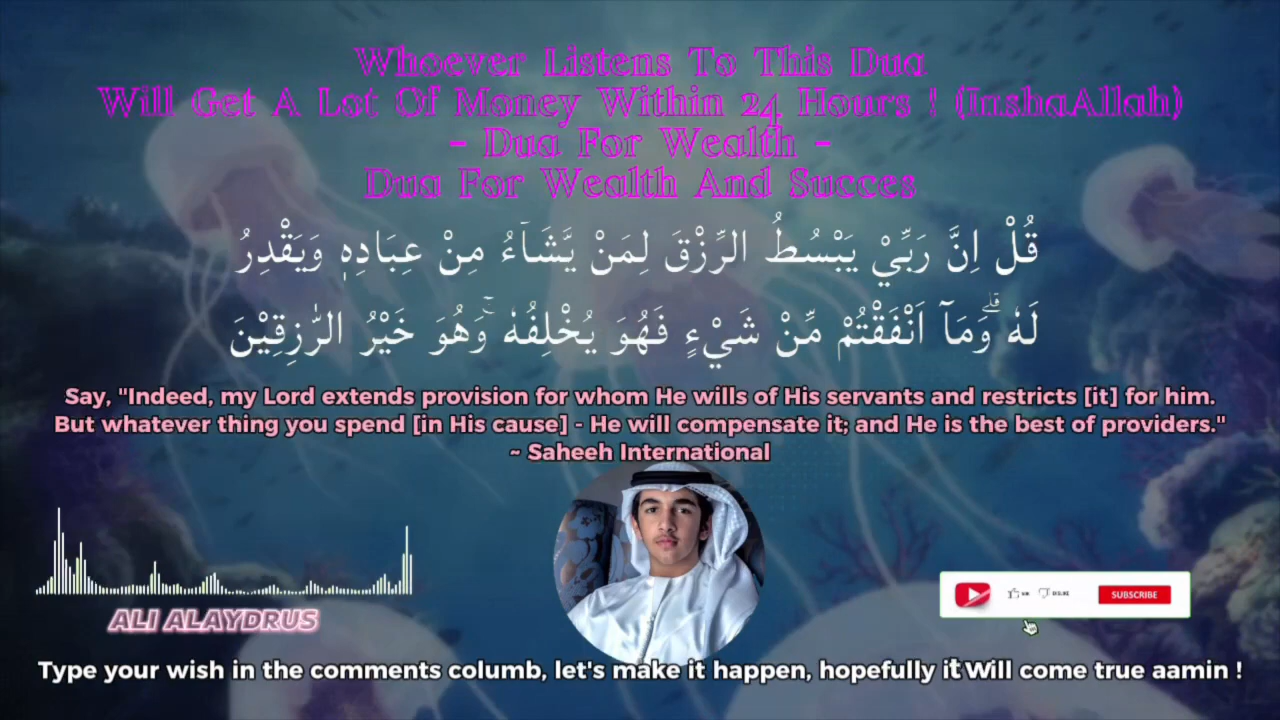 Whoever Listens To This Dua
Will Get A Lot Of Money Within 24 Hours ! (InshaAllah)
- Dua For Wealth -
Dua For Wealth And Succes
قُلْ اِنَّ رَبِّيْ يَبْسُطُ الرِّزْقَ لِمَنْ يَّشَاۤءُ مِنْ عِبَادِهٖ وَيَقْدِرُ
لَهٗ ۗوَمَآ اَنْفَقْتُمْ مِّنْ شَيْءٍ فَهُوَ يُخْلِفُهٗ ۚوَهُوَ خَيْرُ الرّٰزِقِيْنَ
Say, "Indeed, my Lord extends provision for whom He wills of His servants and restricts [it] for him.
But whatever thing you spend [in His cause] - He will compensate it; and He is the best of providers."
~ Saheeh International
ALI ALAYDRUS
SUBSCRIBE
Type your wish in the comments columb, let's make it happen, hopefully it Will come true aamin !